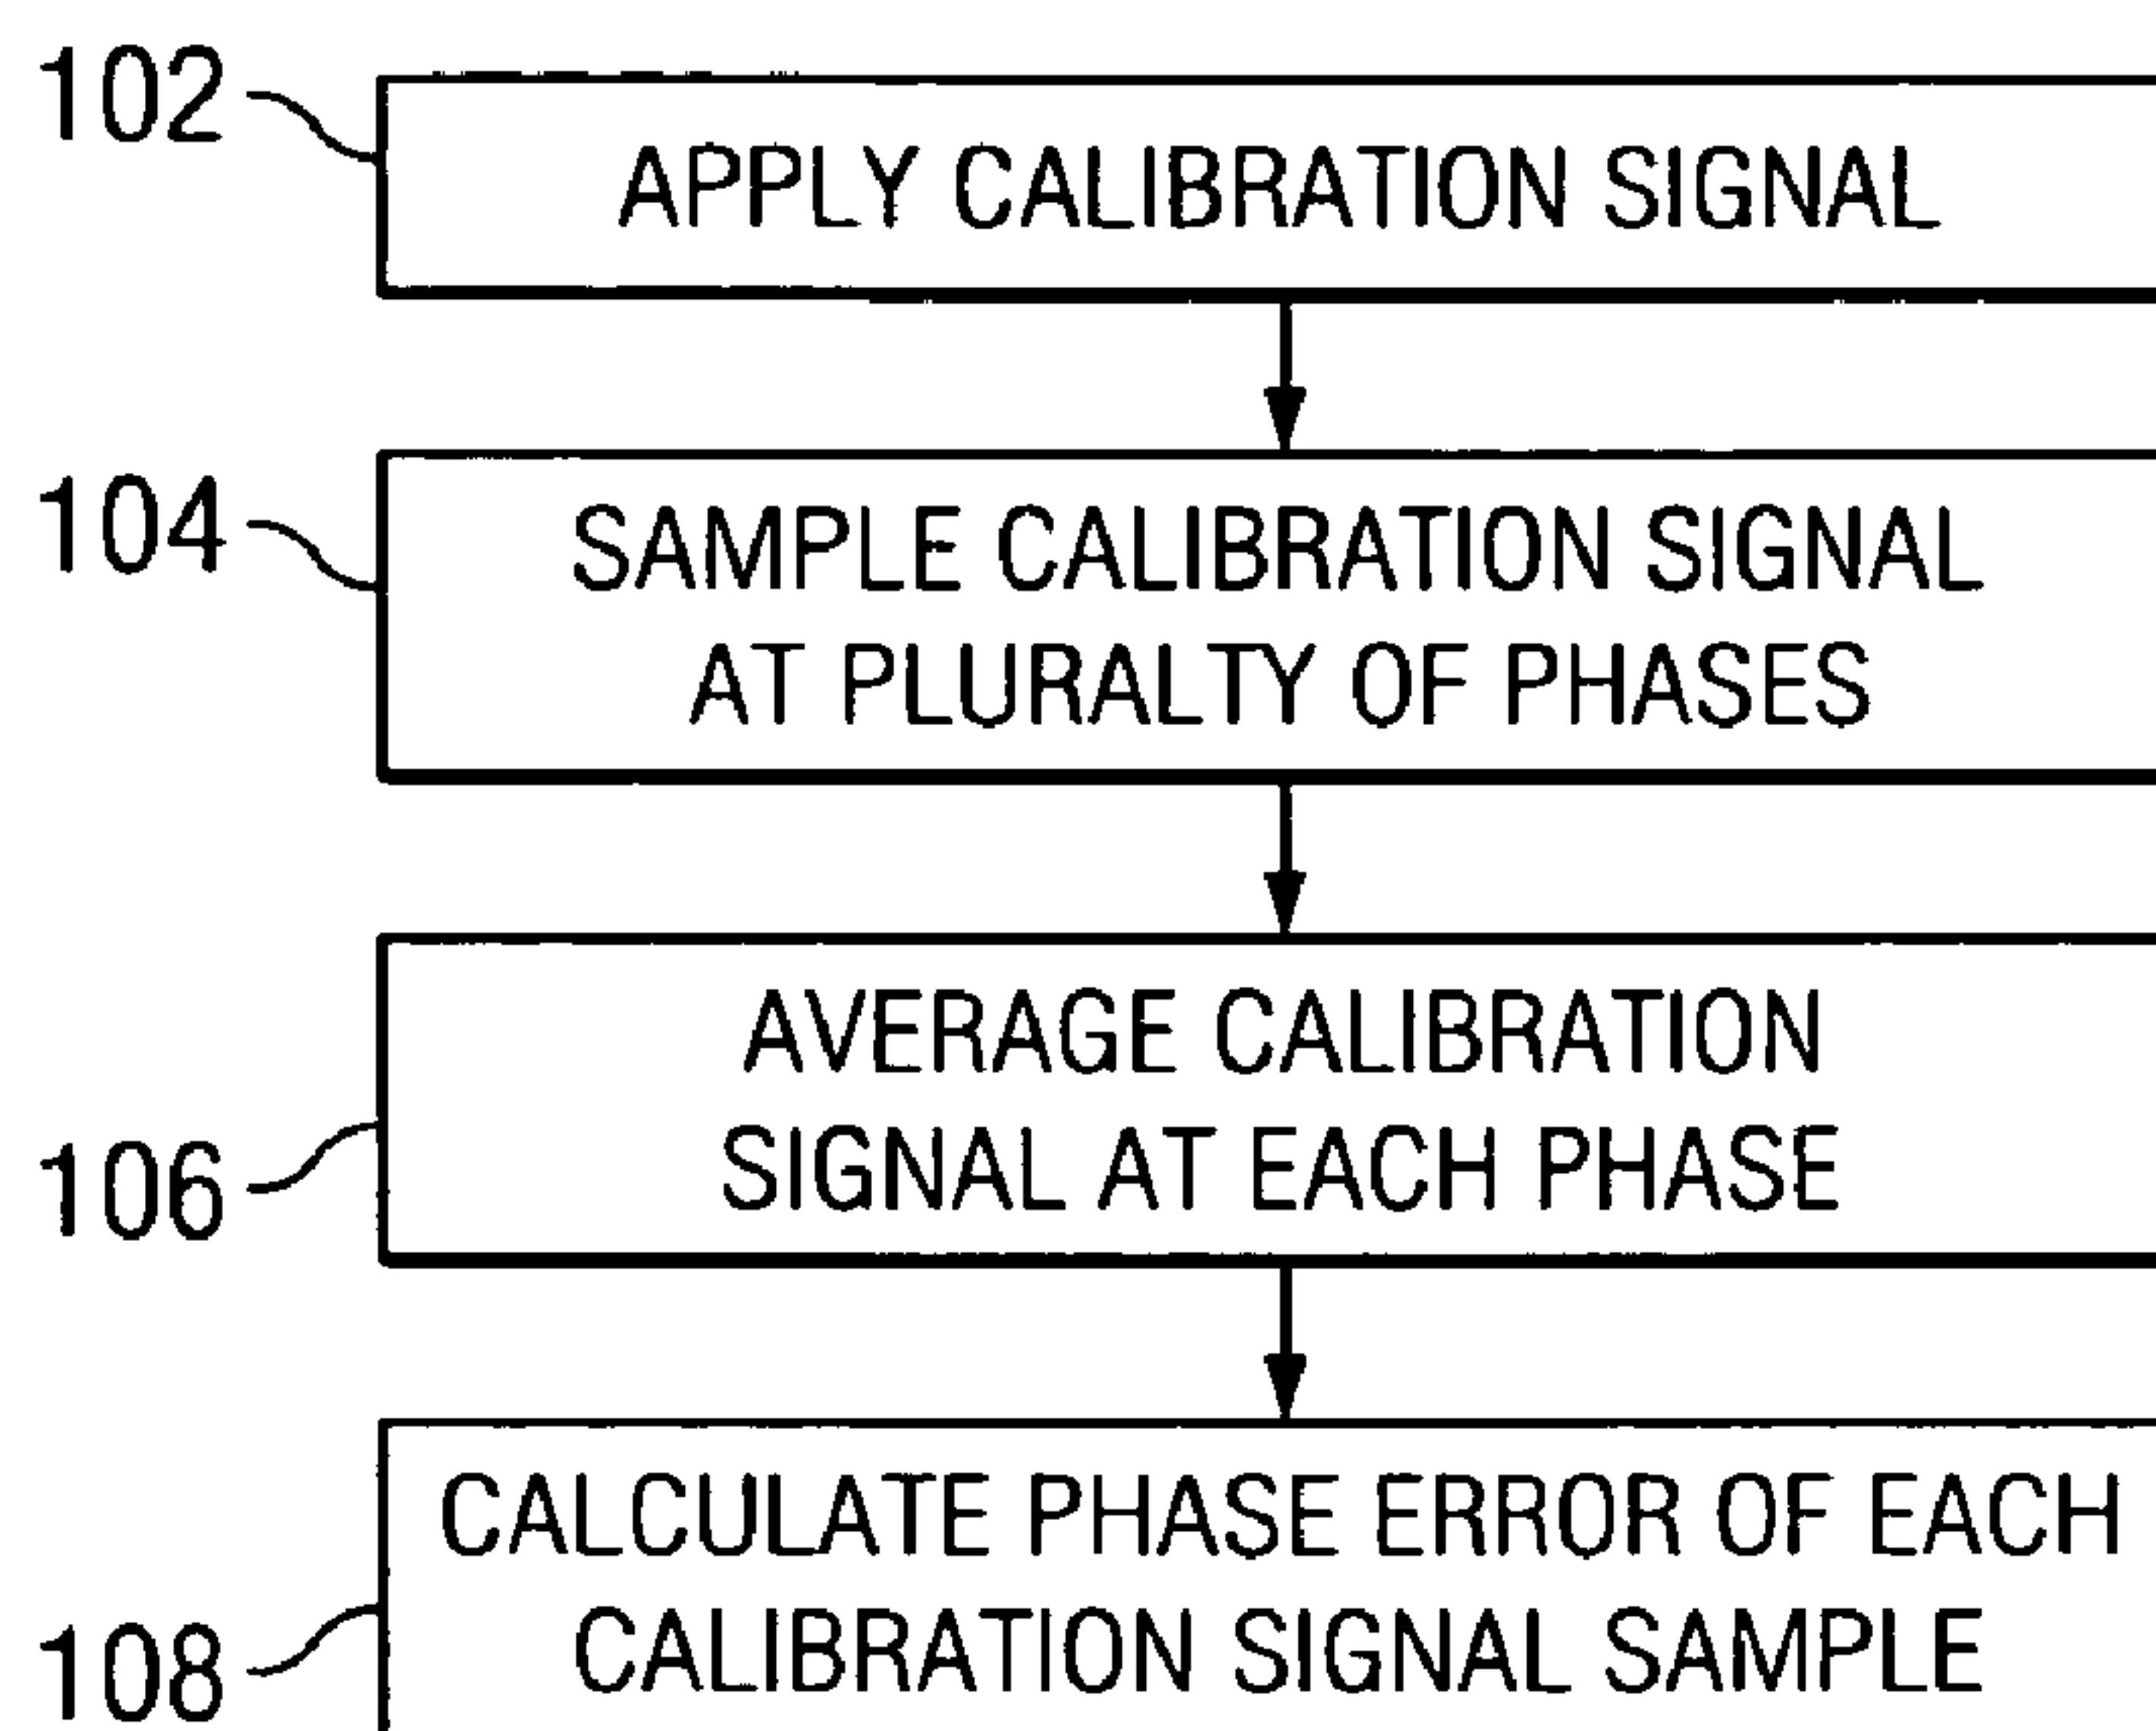 102
APPLY CALIBRATION SIGNAL
104
SAMPLE CALIBRATION SIGNAL
AT PLURALTY OF PHASES
106
AVERAGE CALIBRATION
SIGNAL AT EACH PHASE
108
CALCULATE PHASE ERROR OF EACH
CALIBRATION SIGNAL SAMPLE